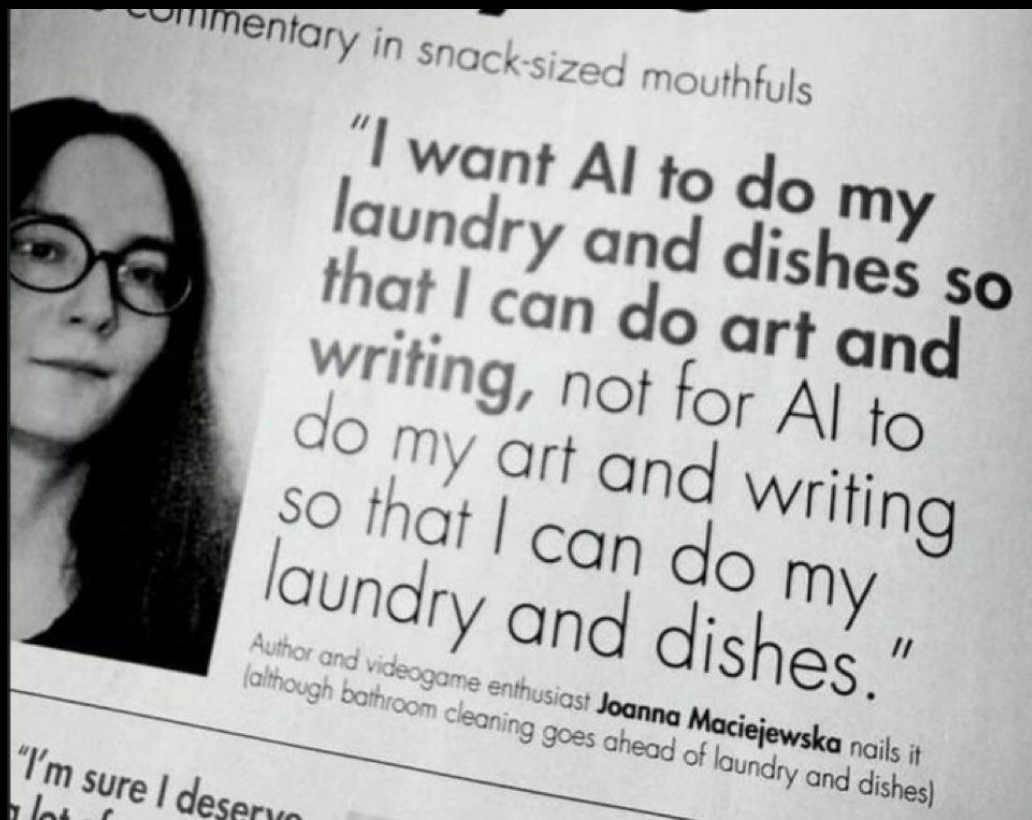 commentary in snack-sized mouthfuls
“I want AI to do my
laundry and dishes so
that I can do art and
writing, not for AI to
do my art and writing
so that I can do my
laundry and dishes.”
Author and videogame enthusiast Joanna Maciejewska nails it
(although bathroom cleaning goes ahead of laundry and dishes)
“I'm sure I deserve
a lot of